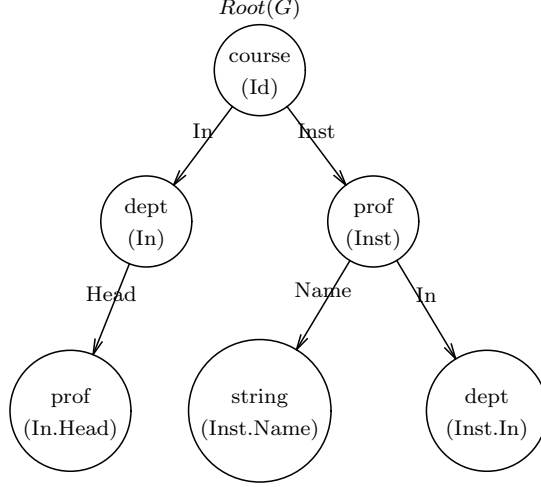 Root(G)
course
(Id)
In
Inst
dept
(In)
prof
(Inst)
Head
Name
In
prof
(In.Head)
string
(Inst.Name)
dept
(Inst.In)